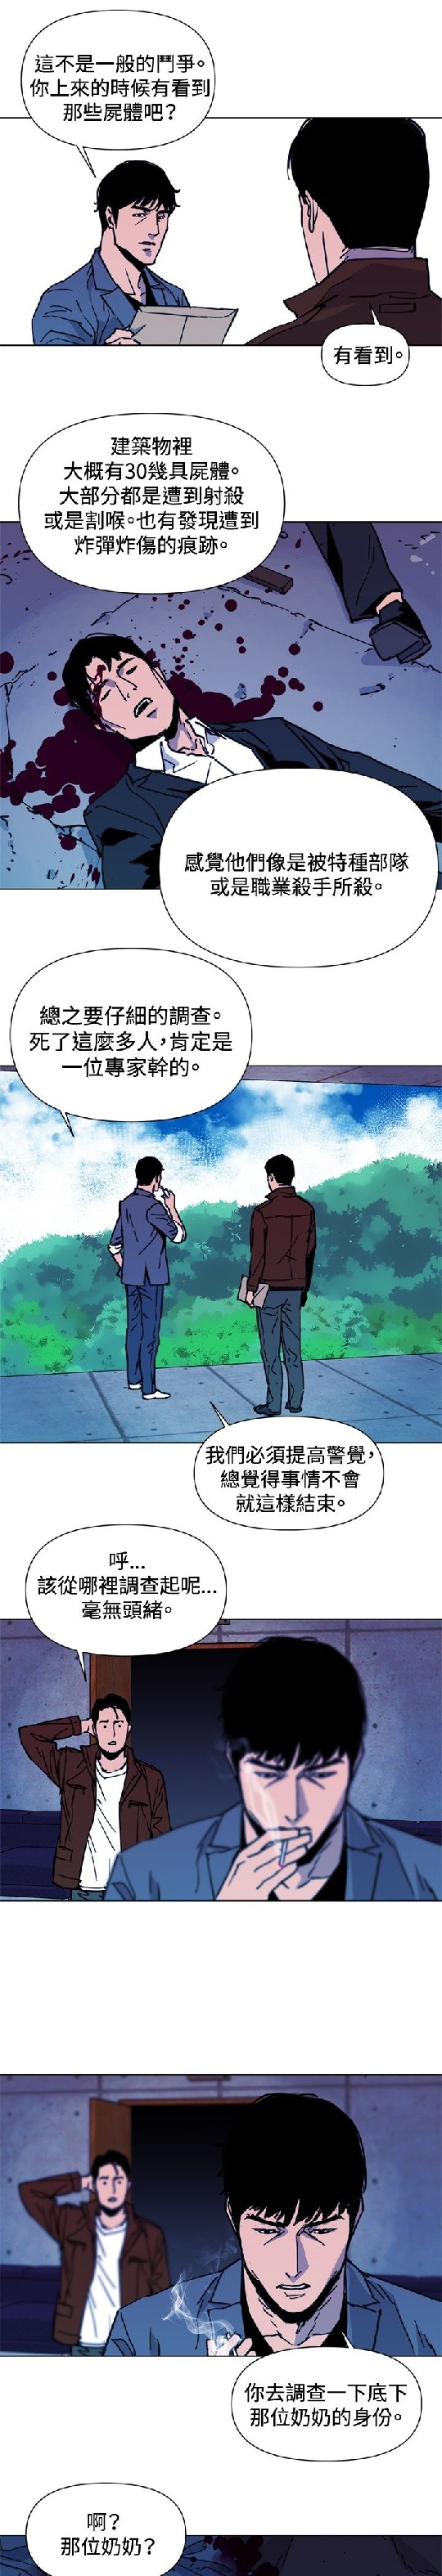 這不是一般的鬥爭。
你上來的時候有看到
那些屍體吧?
有看到。
建築物裡
大概有30幾具屍體。
大部分都是遭到射殺
或是割喉。也有發現遭到
炸彈炸傷的痕跡。
感覺他們像是被特種部隊
或是職業殺手所殺。
總之要仔細的調查。
死了這麼多人,肯定是
一位專家幹的。
我們必須提高警覺,
總覺得事情不會
就這樣結束。
呼...
該從哪裡調查起呢...
毫無頭緒。
你去調查一下底下
那位奶奶的身份。
啊?
那位奶奶?